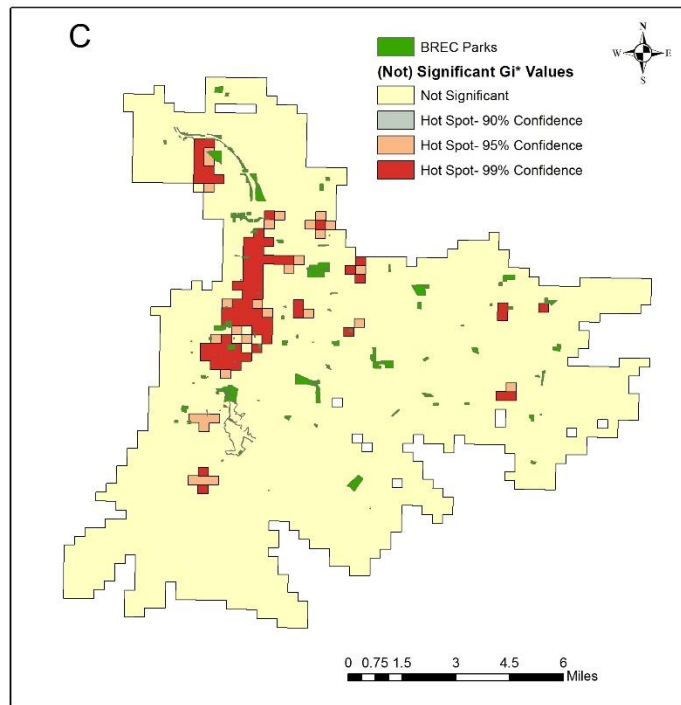 C
BREC Parks
(Not) Significant Gi* Values
Not Significant
Hot Spot- 90% Confidence
Hot Spot- 95% Confidence
Hot Spot- 99% Confidence
N
W E
S
0 0.75 1.5 3 4.5 6
Miles